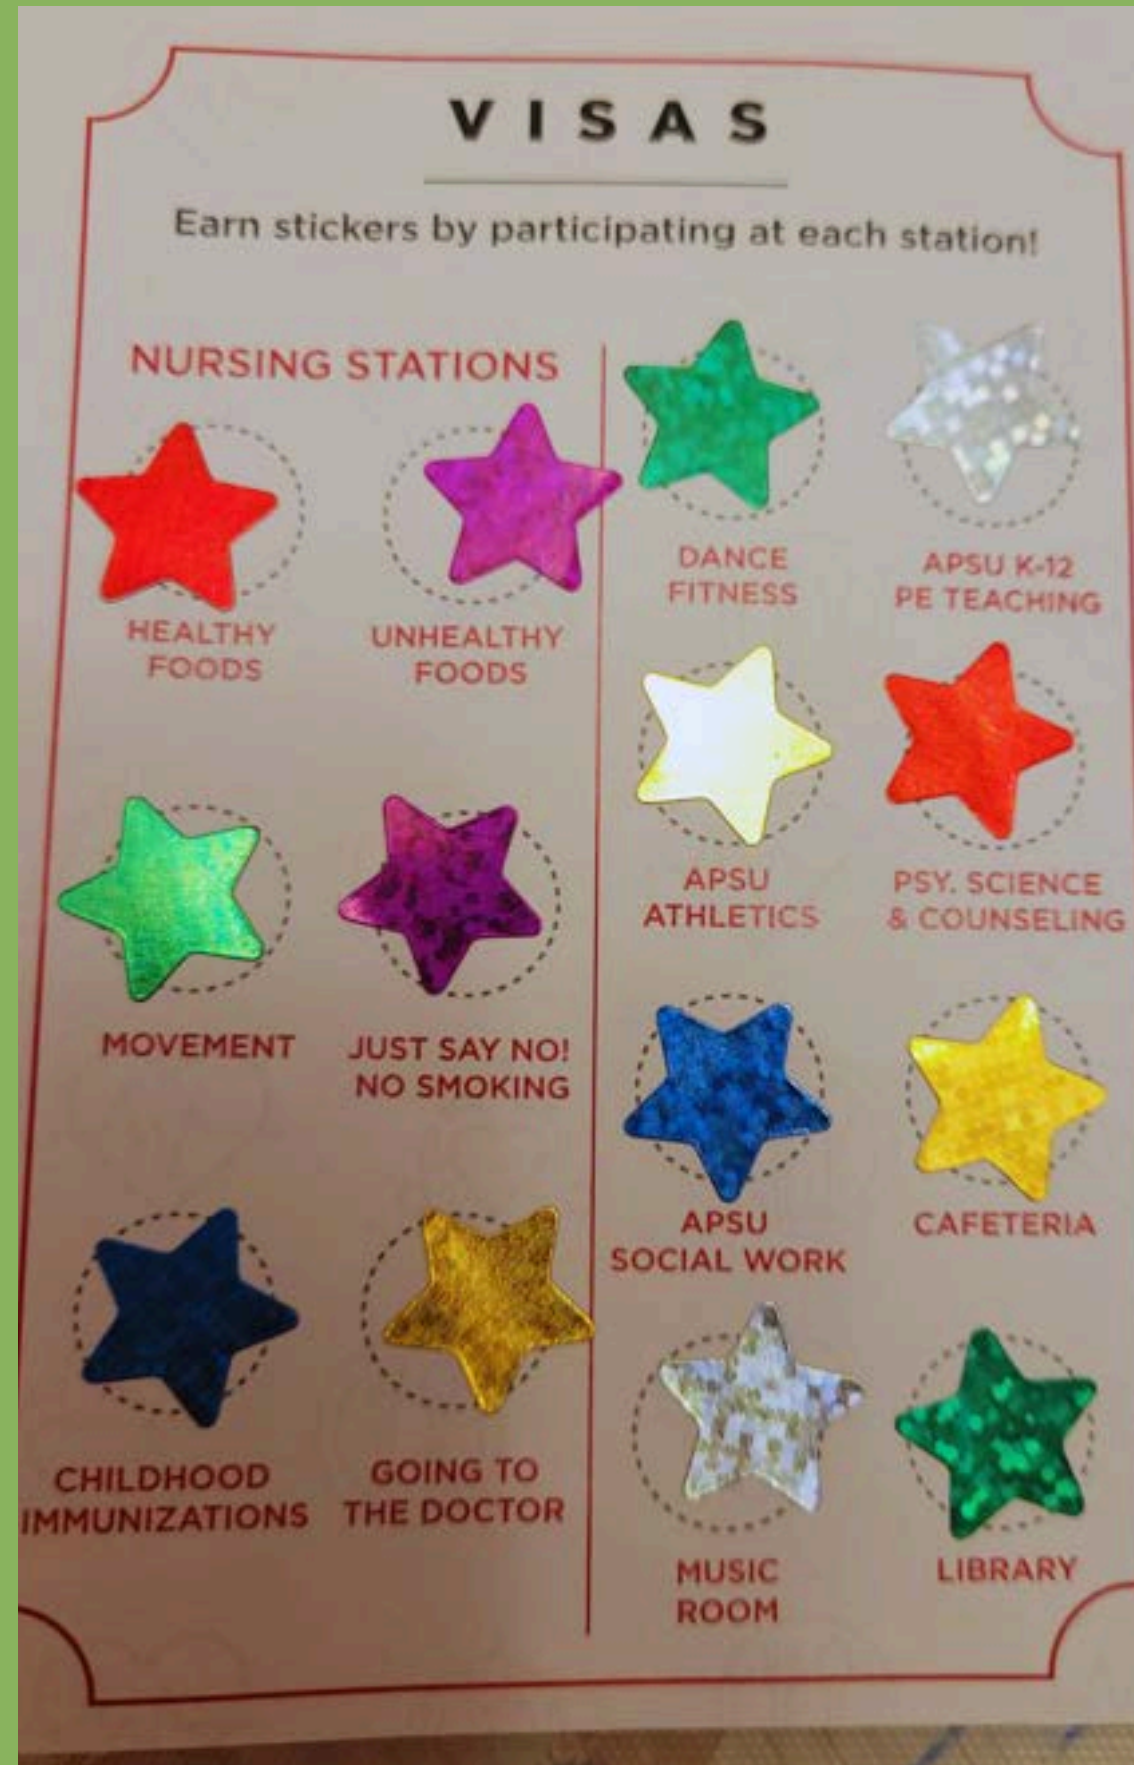 VISAS
Earn stickers by participating at each station!
NURSING STATIONS
HEALTHY
FOODS
UNHEALTHY
FOODS
MOVEMENT
JUST SAY NO!
NO SMOKING
CHILDHOOD
IMMUNIZATIONS
GOING TO
THE DOCTOR
DANCE
FITNESS
APSU K-12
PE TEACHING
APSU
ATHLETICS
PSY. SCIENCE
& COUNSELING
APSU
SOCIAL WORK
CAFETERIA
MUSIC
ROOM
LIBRARY